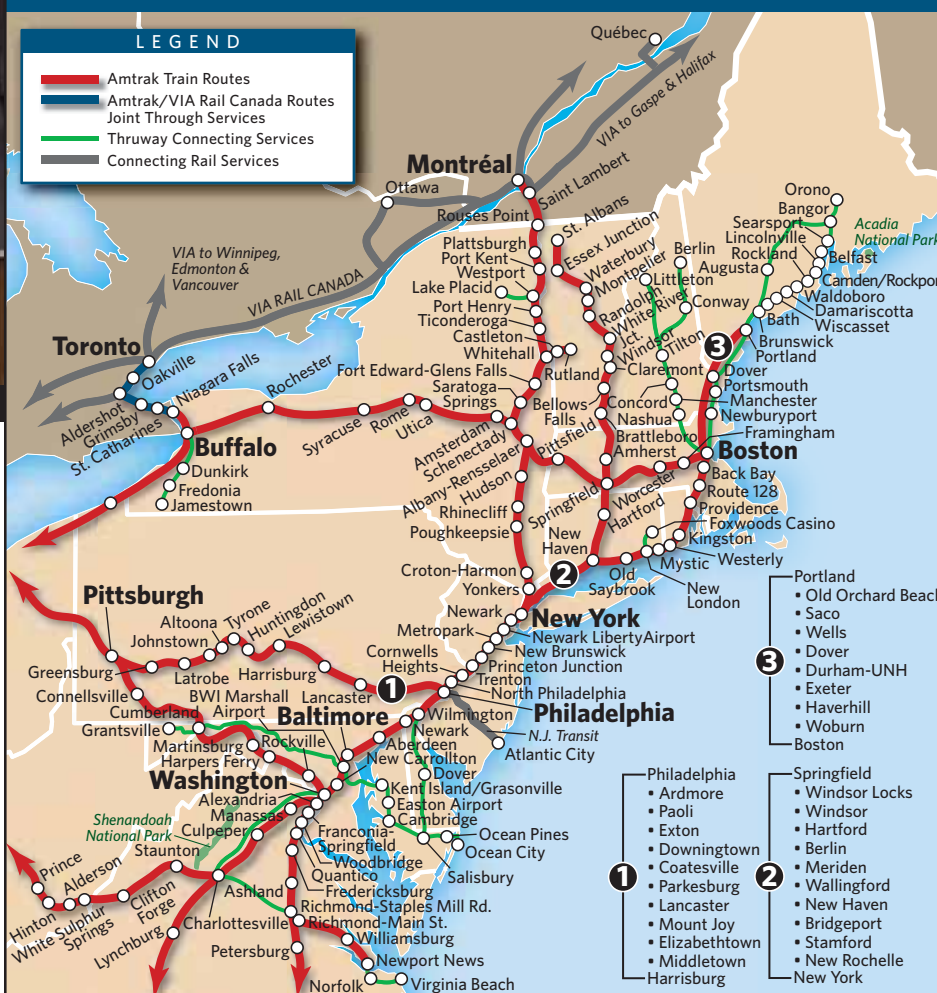 LEGEND
Amtrak Train Routes
Amtrak/VIA Rail Canada Routes
Joint Through Services
Thruway Connecting Services
Connecting Rail Services
Québec
VIA to Gaspe & Halifax
Montréal
Saint Lambert
Ottawa
Rouses Point
St. Albans
Orono
Bangor
Searsport
Lincolnville
Rockland
Augusta
Acadia
National Park
Belfast
Camden/Rockpor
Waldoboro
Damariscotta
Wiscasset
Bath
Brunswick
Portland
VIA to Winnipeg,
Edmonton &
Vancouver
VIA RAIL CANADA
Plattsburgh
Port Kent
Westport
Lake Placid
Port Henry
Ticonderoga
Castleton
Whitehall
Rutland
Fort Edward-Glens Falls
Saratoga
Springs
Essex Junction
Waterbury
Montpelier
Randolph
White River
Jct.
Windsor
Claremont
Bellows
Falls
Brattleboro
Amherst
Berlin
Littleton
Conway
Tilton
Concord
Manchester
Nashua
3
Dover
Portsmouth
Newburyport
Framingham
Boston
Back Bay
Route 128
Providence
Foxwoods Casino
Kingston
Westerly
Mystic
New
London
Old
Saybrook
New
Haven
2
Hartford
Springfield
Worcester
Pittsfield
Toronto
Oakville
Aldershot
Grimsby
St. Catharines
Niagara Falls
Buffalo
Dunkirk
Fredonia
Jamestown
Rochester
Syracuse
Rome
Utica
Amsterdam
Schenectady
Albany-Rensselaer
Hudson
Rhinecliff
Poughkeepsie
Croton-Harmon
Yonkers
New York
Newark
Newark LibertyAirport
Metropark
New Brunswick
Princeton Junction
Trenton
Cornwells
Heights
North Philadelphia
Philadelphia
N.J. Transit
Atlantic City
Pittsburgh
Greensburg
Latrobe
Johnstown
Altoona
Tyrone
Huntingdon
Lewistown
Harrisburg
Lancaster
1
Connellsville
Cumberland
Grantsville
Martinsburg
Harpers Ferry
Rockville
BWI Marshall
Airport
Baltimore
Wilmington
Newark
Aberdeen
New Carrollton
Dover
Washington
Kent Island/Grasonville
Easton Airport
Cambridge
Ocean Pines
Ocean City
Salisbury
Alexandria
Manassas
Culpeper
Shenandoah
National Park
Staunton
Franconia-
Springfield
Woodbridge
Quantico
Fredericksburg
Ashland
Richmond-Staples Mill Rd.
Richmond-Main St.
Charlottesville
Williamsburg
Petersburg
Newport News
Norfolk
Virginia Beach
Prince
Hinton
Alderson
White Sulphur
Springs
Clifton
Forge
Lynchburg
3
Portland
• Old Orchard Beach
• Saco
• Wells
• Dover
• Durham-UNH
• Exeter
• Haverhill
• Woburn
Boston
1
Philadelphia
• Ardmore
• Paoli
• Exton
• Downingtown
• Coatesville
• Parkesburg
• Lancaster
• Mount Joy
• Elizabethtown
• Middletown
Harrisburg
2
Springfield
• Windsor Locks
• Windsor
• Hartford
• Berlin
• Meriden
• Wallingford
• New Haven
• Bridgeport
• Stamford
• New Rochelle
New York